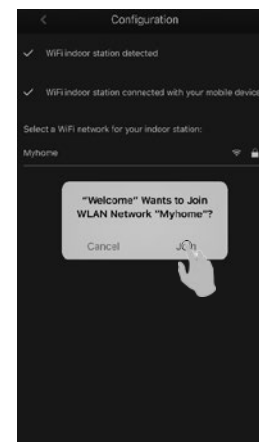 Configuration
WiFi indoor station detected
WiFi indoor station connected with your mobile device
Select a WiFi network for your indoor station:
Myhome
"Welcome" Wants to Join
WLAN Network "Myhome"?
Cancel Join